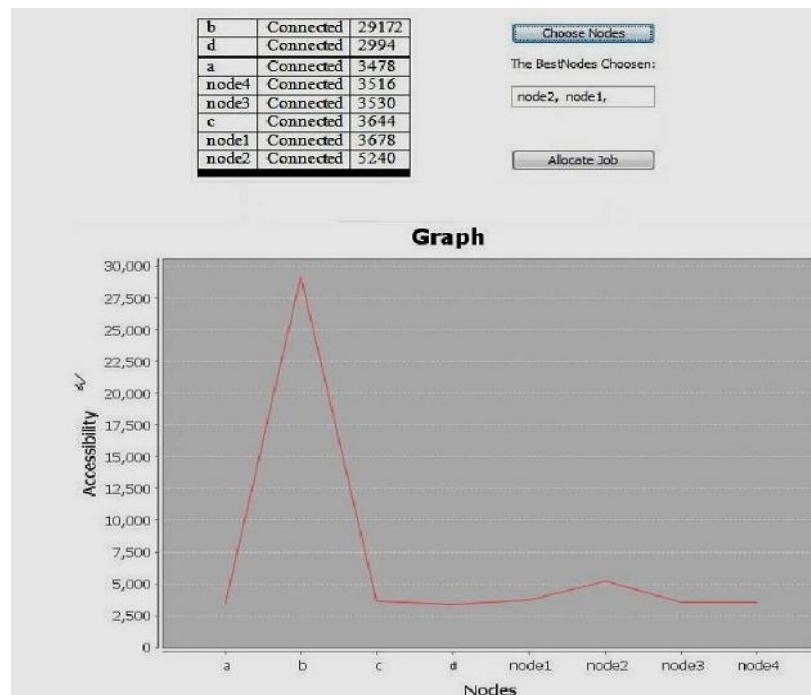 b Connected 29172
d Connected 2994
a Connected 3478
node4 Connected 3516
node3 Connected 3530
c Connected 3644
node1 Connected 3678
node2 Connected 5240
Choose Nodes
The BestNodes Choosen:
node2, node1,
Allocate Job
Graph
30,000
27,500
25,000
22,500
20,000
17,500
15,000
12,500
10,000
7,500
5,000
2,500
0
Accessibility %
a b c d node1 node2 node3 node4
Nodes